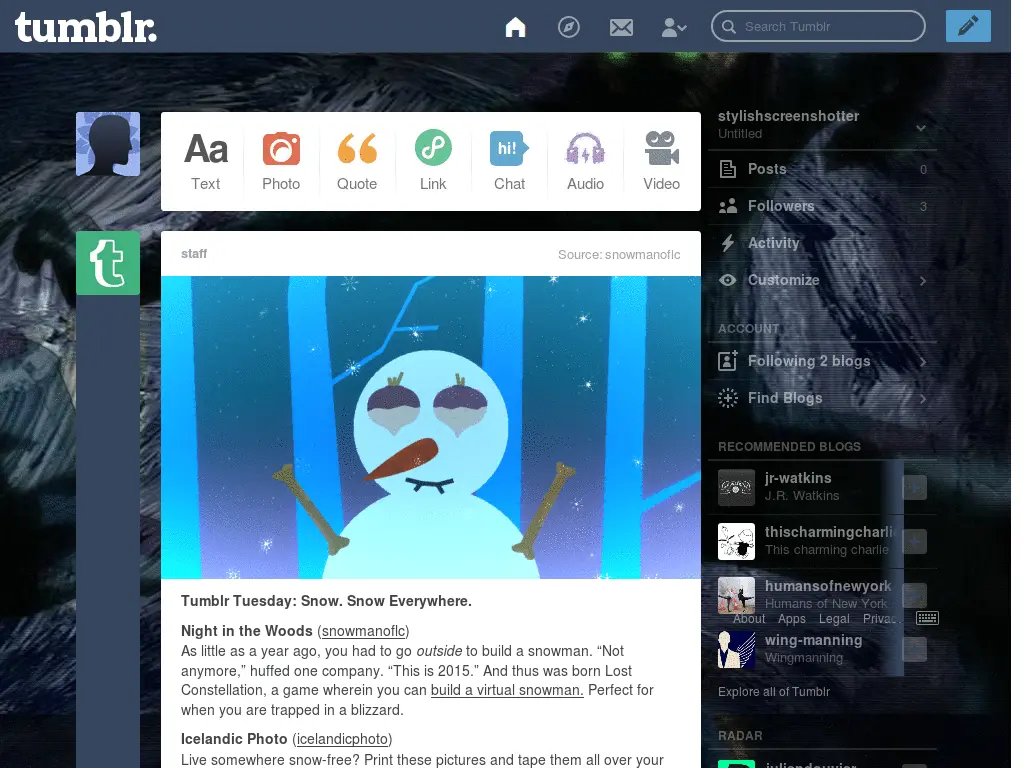 tumblr.
Search Tumblr
Aa
Text
Photo
Quote
Link
hi!
Chat
Audio
Video
stylishscreenshotter
Untitled
Posts 0
Followers 3
Activity
Customize
ACCOUNT
Following 2 blogs
Find Blogs
RECOMMENDED BLOGS
jr-watkins
J.R. Watkins
thischarmingcharli
This charming charlie
humansofnewyork
Humans of New York
About Apps Legal Priva...
wing-manning
Wingmanning
Explore all of Tumblr
RADAR
t
staff
Source: snowmanoflc
Tumblr Tuesday: Snow. Snow Everywhere.
Night in the Woods (snowmanoflc)
As little as a year ago, you had to go outside to build a snowman. “Not
anymore,” huffed one company. “This is 2015.” And thus was born Lost
Constellation, a game wherein you can build a virtual snowman. Perfect for
when you are trapped in a blizzard.
Icelandic Photo (icelandicphoto)
Live somewhere snow-free? Print these pictures and tape them all over your